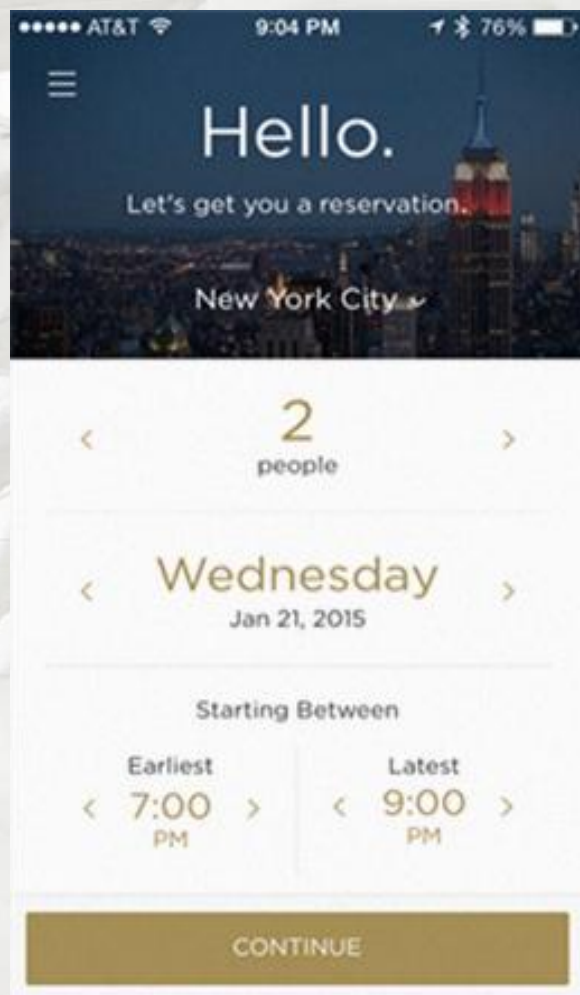 AT&T 9:04 PM 76%
Hello.
Let's get you a reservation.
New York City
2
people
Wednesday
Jan 21, 2015
Starting Between
Earliest Latest
7:00 9:00
PM PM
CONTINUE